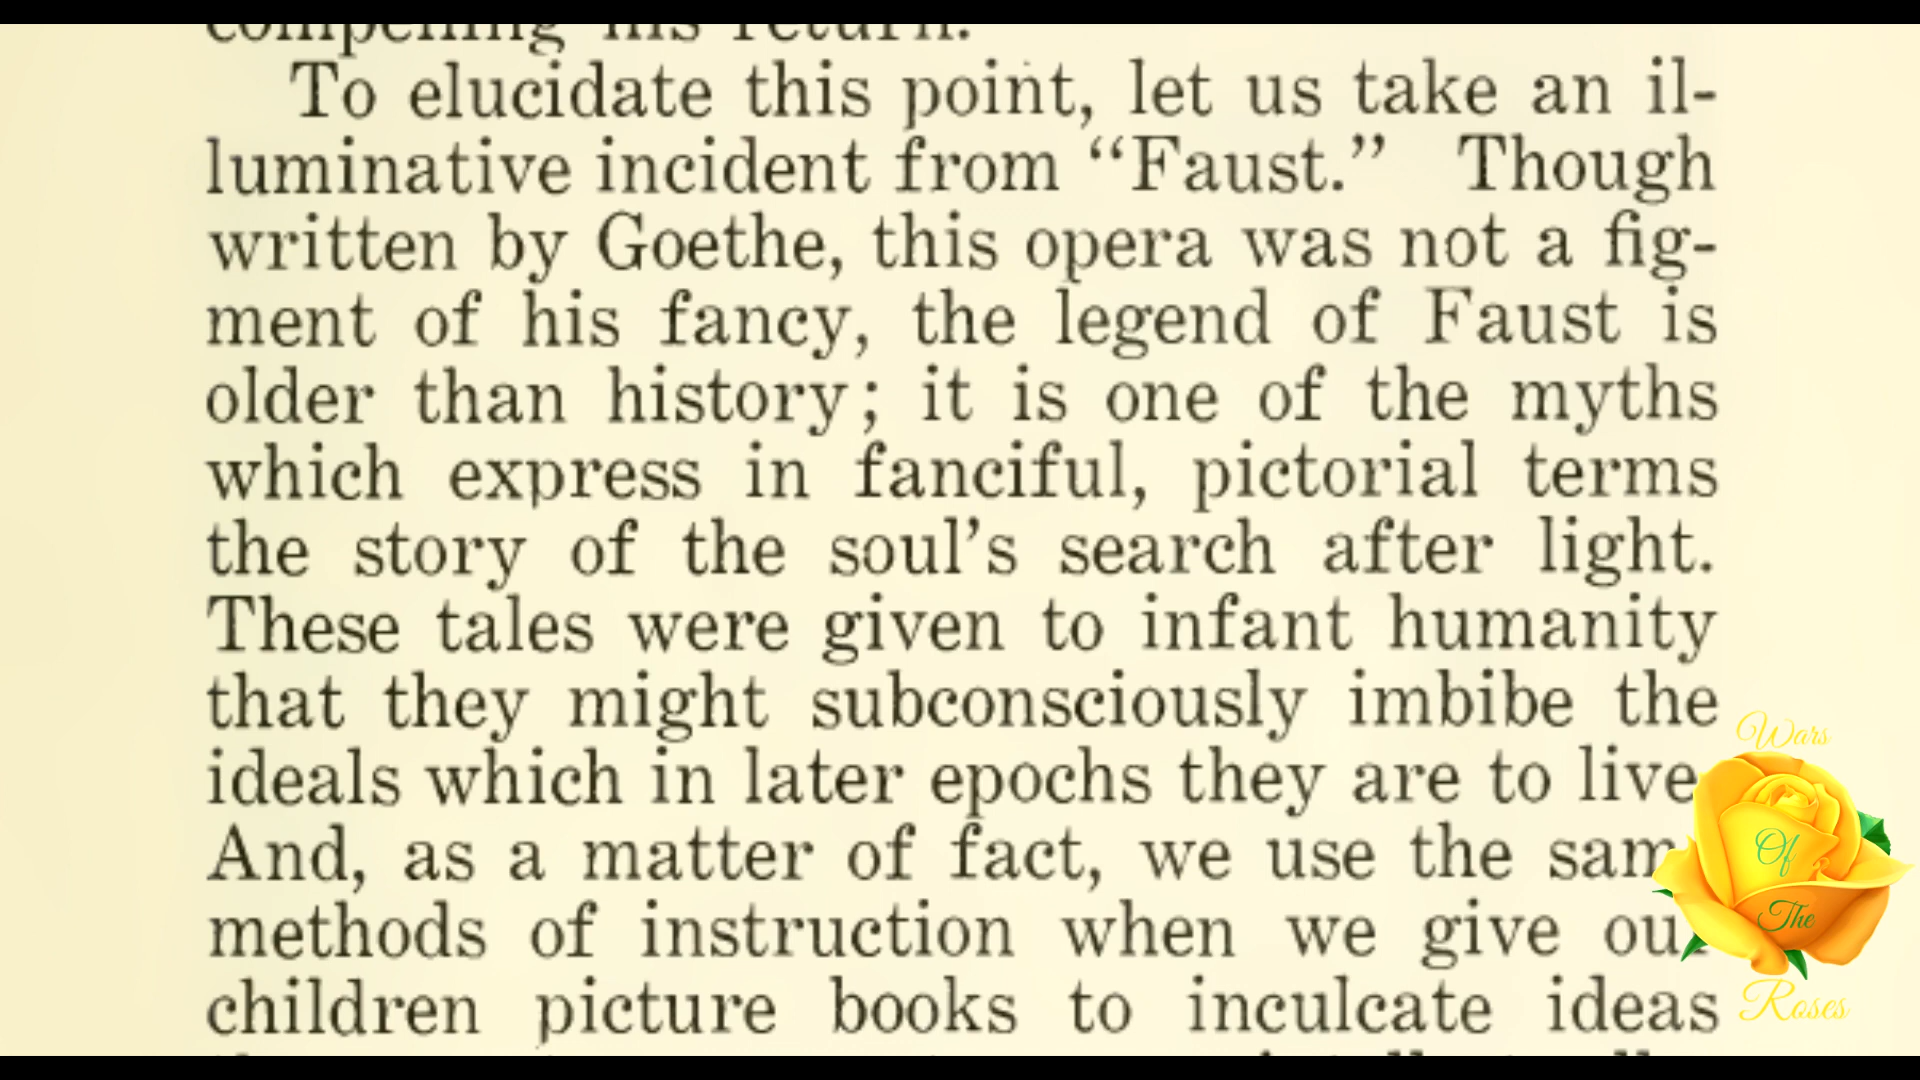 compelling his return.
To elucidate this point, let us take an il-
luminative incident from “Faust.” Though
written by Goethe, this opera was not a fig-
ment of his fancy, the legend of Faust is
older than history; it is one of the myths
which express in fanciful, pictorial terms
the story of the soul’s search after light.
These tales were given to infant humanity
that they might subconsciously imbibe the
ideals which in later epochs they are to live
And, as a matter of fact, we use the sam
methods of instruction when we give ou
children picture books to inculcate ideas
Wars
Of
The
Roses